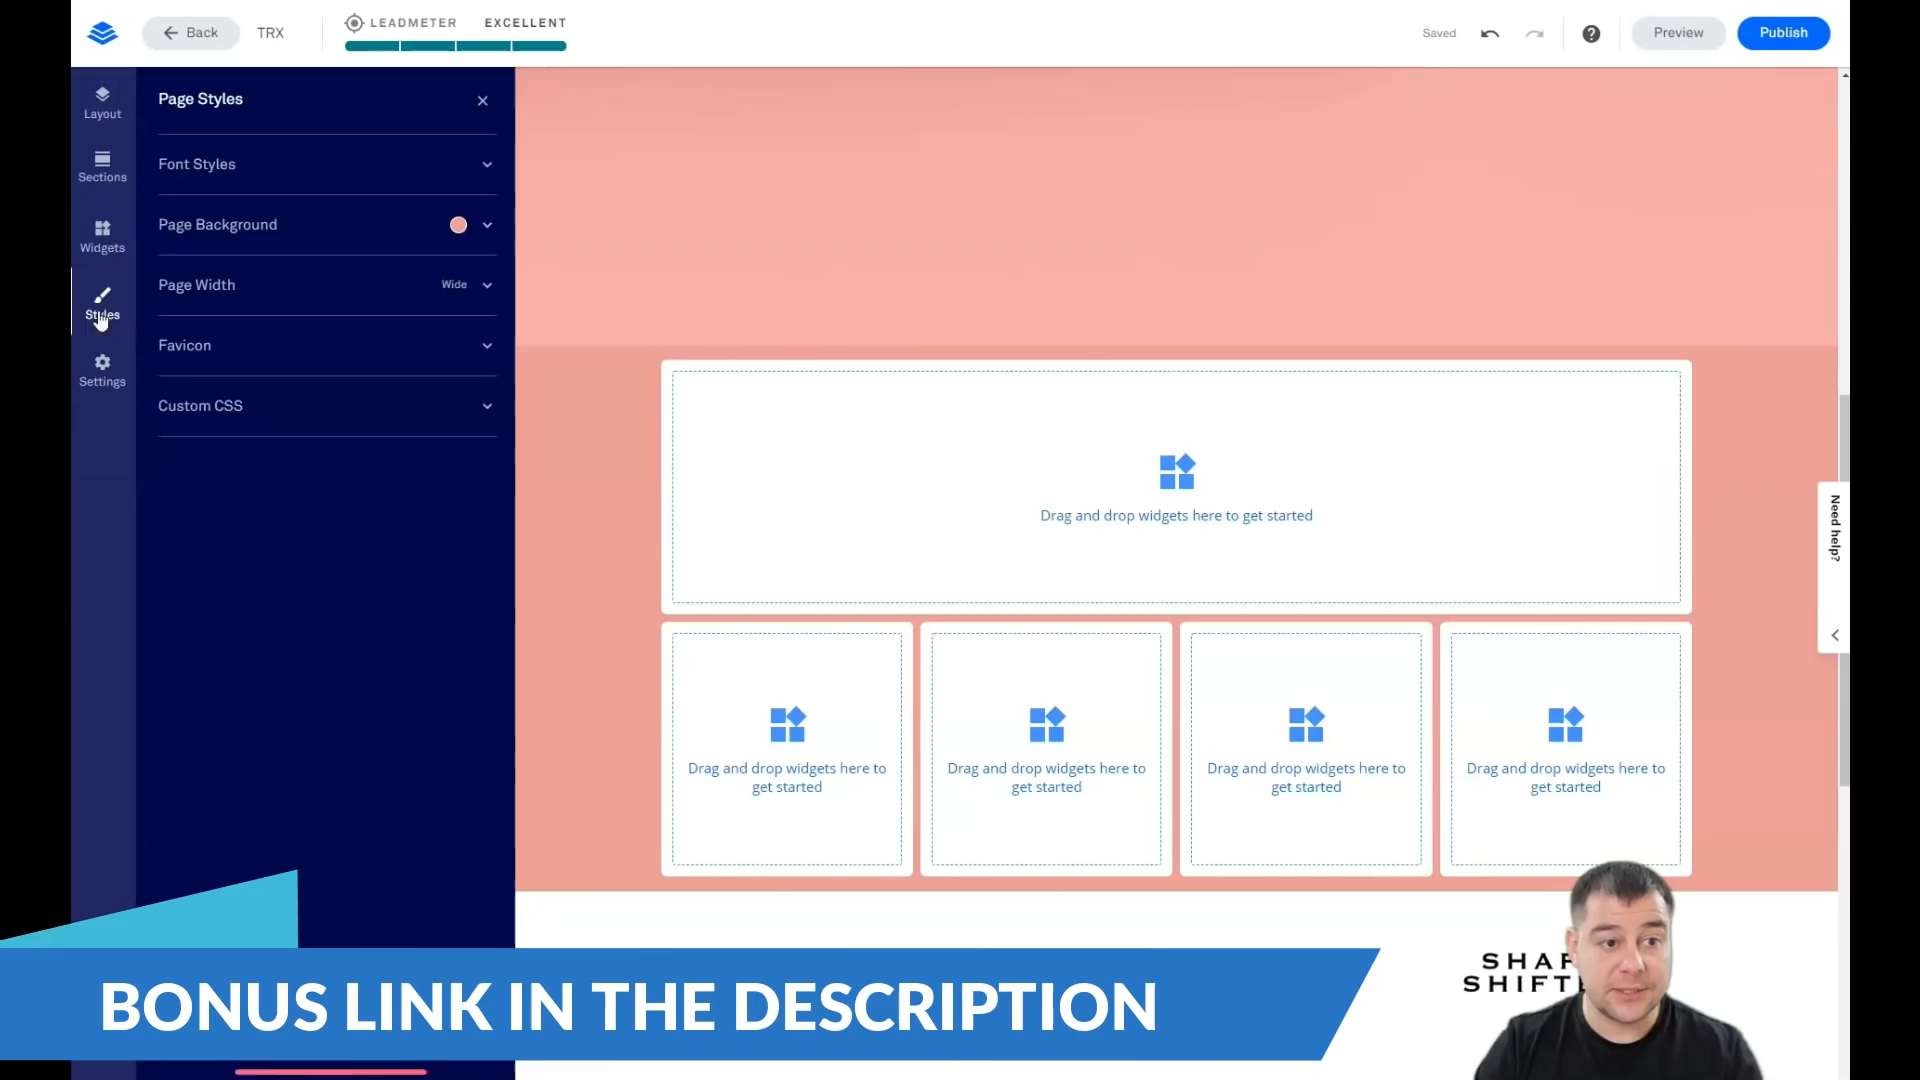 Back
TRX
LEADMETER EXCELLENT
Saved
Preview
Publish
Layout
Sections
Widgets
Styles
Settings
Page Styles
Font Styles
Page Background
Page Width
Wide
Favicon
Custom CSS
Drag and drop widgets here to get started
Drag and drop widgets here to
get started
Drag and drop widgets here to
get started
Drag and drop widgets here to
get started
Drag and drop widgets here to
get started
Need help?
BONUS LINK IN THE DESCRIPTION